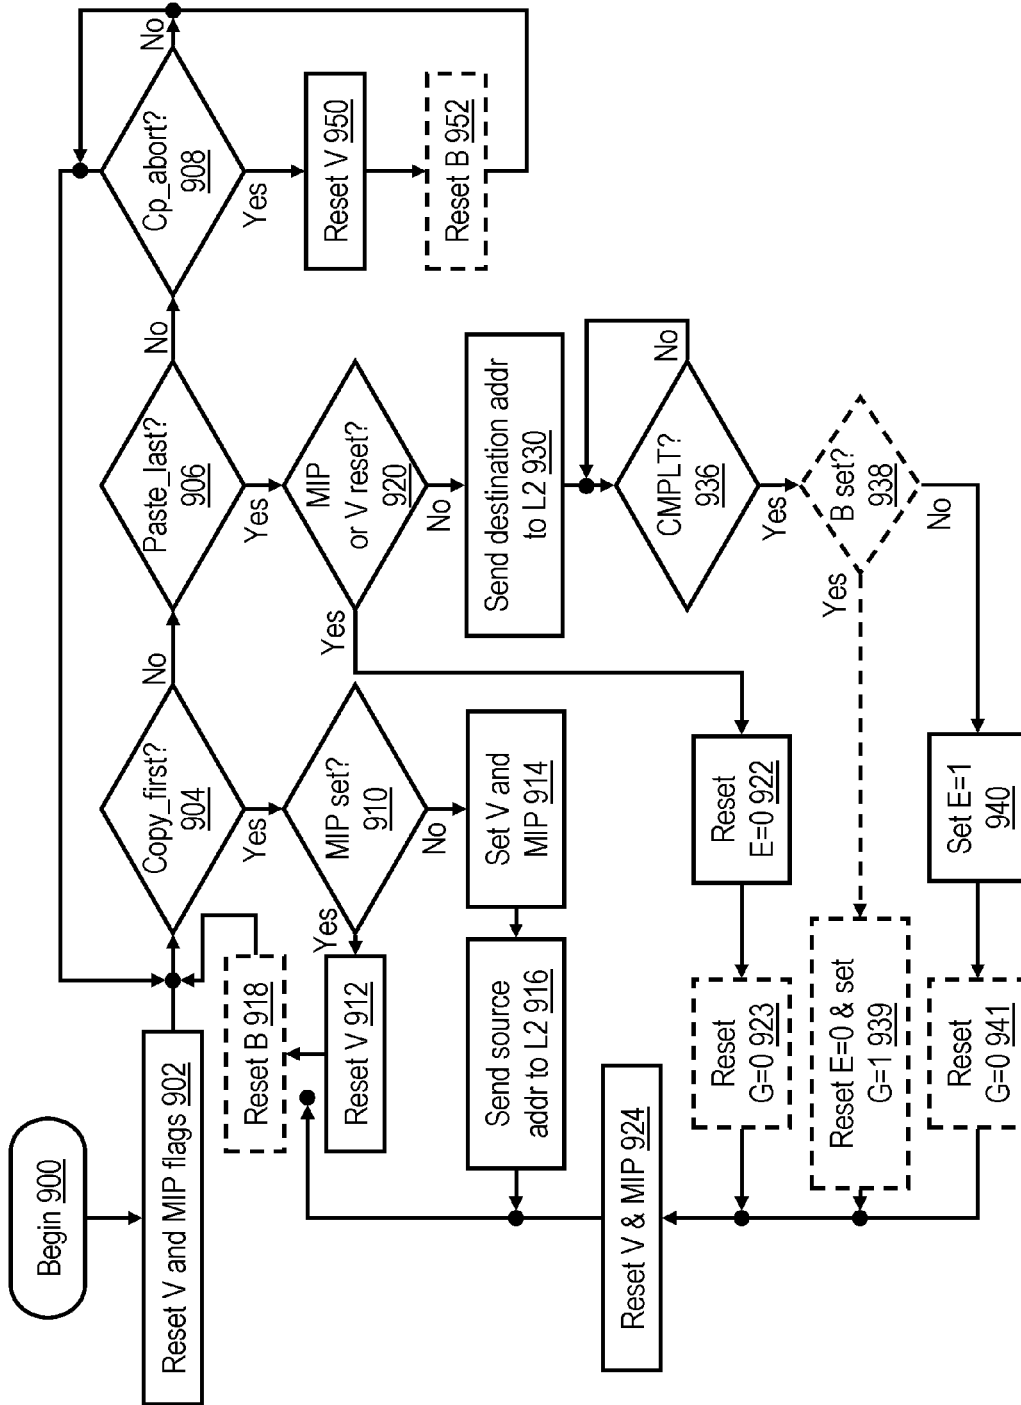 Begin 900
Reset V and MIP flags 902
Copy_first?
904
No
Yes
Paste_last?
906
No
Yes
Cp_abort?
908
No
Yes
Reset V 950
Reset B 952
MIP set?
910
Yes
No
Reset V 912
Reset B 918
Set V and
MIP 914
Send source
addr to L2 916
MIP
or V reset?
920
Yes
No
Send destination addr
to L2 930
CMPLT?
936
No
Yes
B set?
938
Yes
No
Reset
E=0 922
Reset
G=0 923
Reset E=0 & set
G=1 939
Set E=1
940
Reset
G=0 941
Reset V & MIP 924